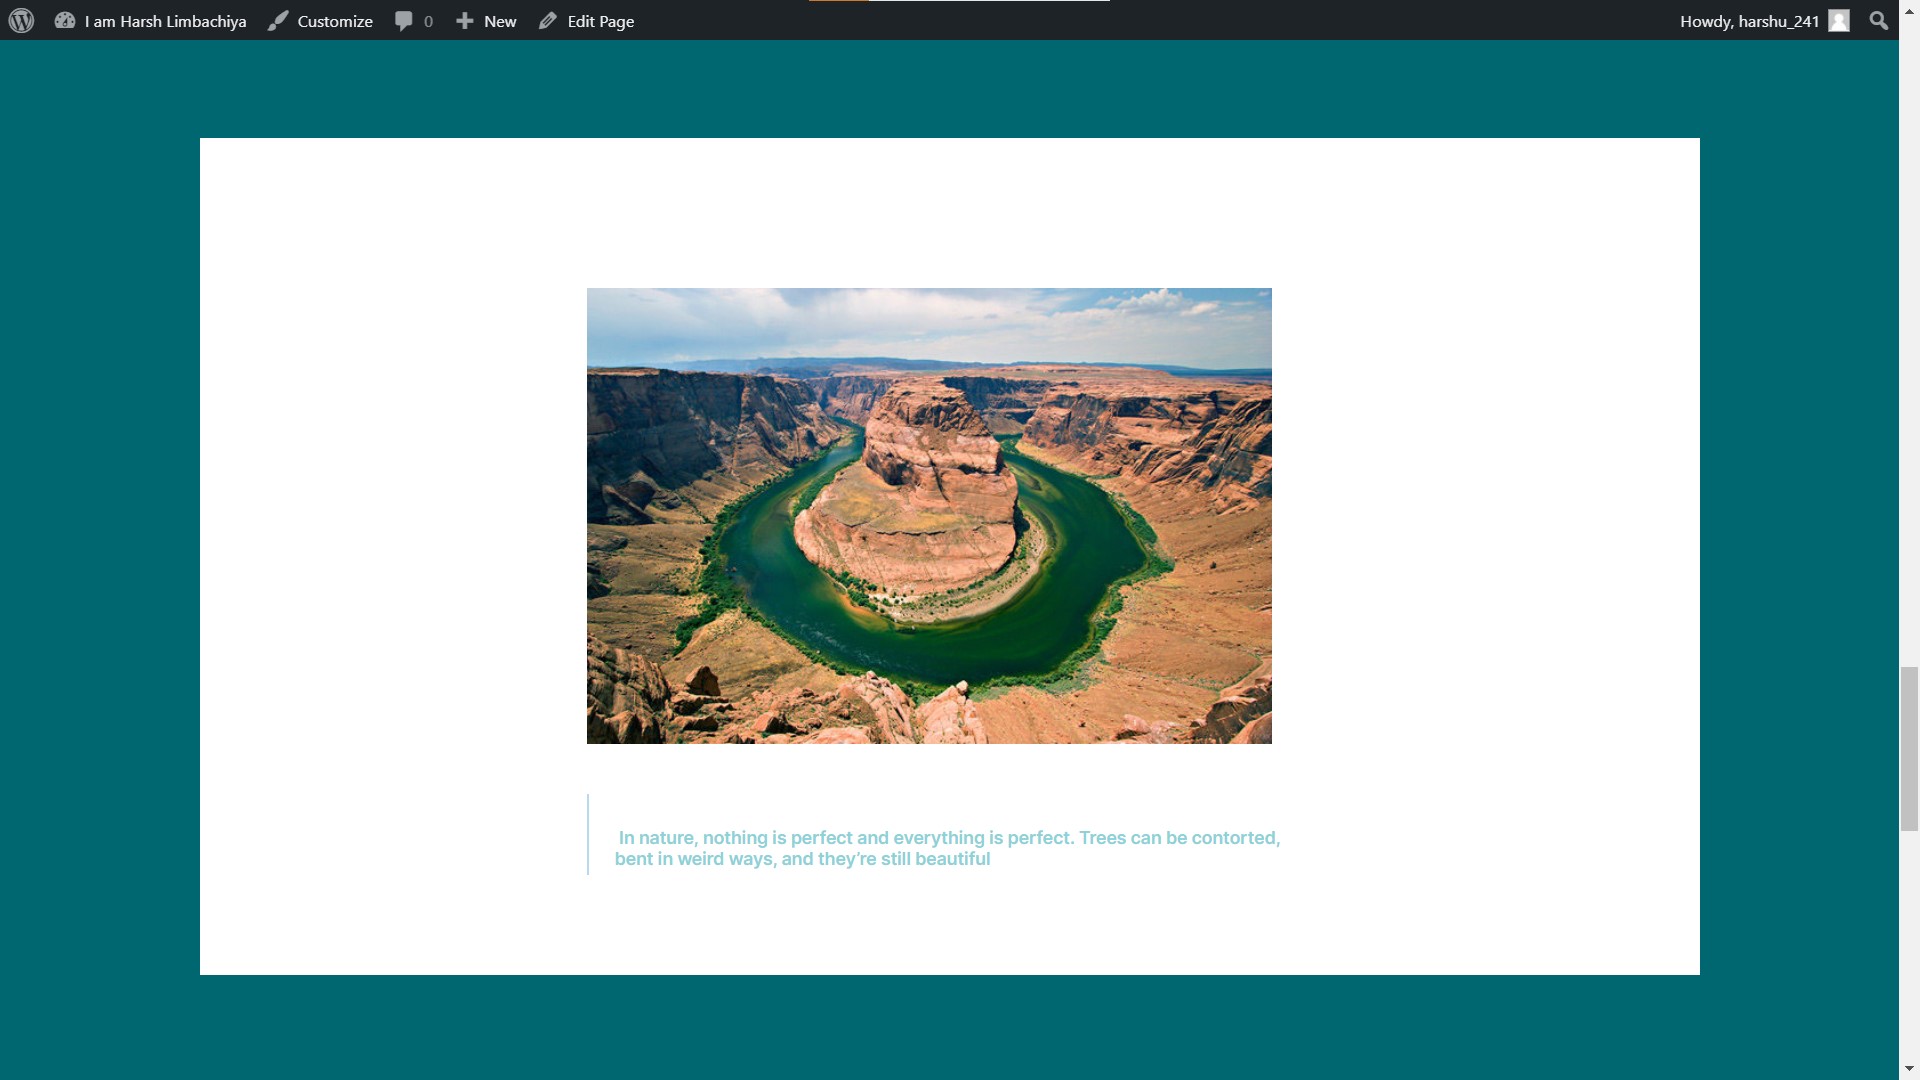 I am Harsh Limbachiya Customize 0 New Edit Page Howdy, harshu_241
In nature, nothing is perfect and everything is perfect. Trees can be contorted,
bent in weird ways, and they’re still beautiful